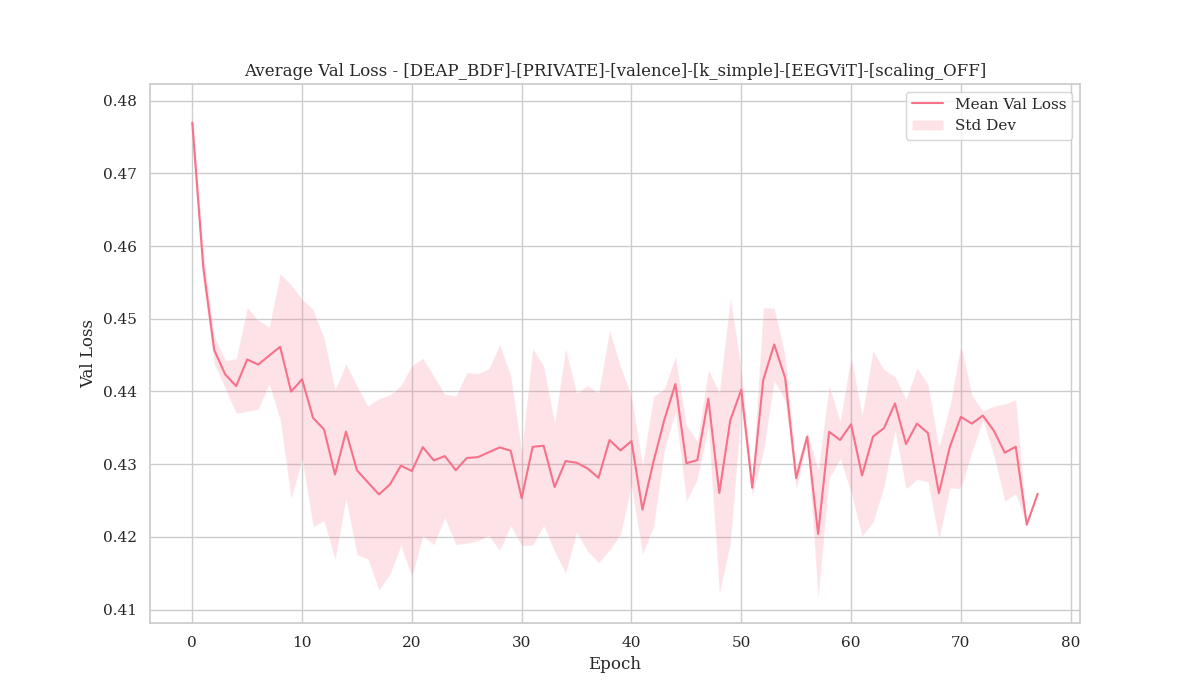 Average Val Loss - [DEAP_BDF]-[PRIVATE]-[valence]-[k_simple]-[EEGViT]-[scaling_OFF]
Mean Val Loss
Std Dev
Val Loss
0.48
0.47
0.46
0.45
0.44
0.43
0.42
0.41
0 10 20 30 40 50 60 70 80
Epoch